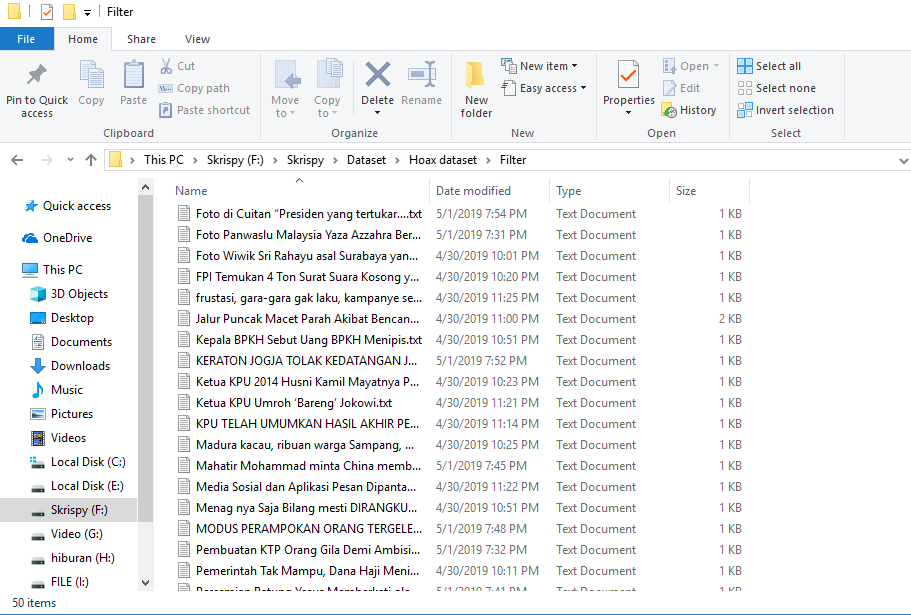 Filter
File Home Share View
Pin to Quick access
Copy
Paste
Cut
Copy path
Paste shortcut
Clipboard
Move to
Copy to
Delete
Rename
Organize
New folder
New item
Easy access
New
Properties
Open
Edit
History
Open
Select all
Select none
Invert selection
Select
This PC > Skrispy (F:) > Skrispy > Dataset > Hoax dataset > Filter
Quick access
OneDrive
This PC
3D Objects
Desktop
Documents
Downloads
Music
Pictures
Videos
Local Disk (C:)
Local Disk (E:)
Skrispy (F:)
Video (G:)
hiburan (H:)
FILE (I:)
Name Date modified Type Size
Foto di Cuitan “Presiden yang tertukar....txt 5/1/2019 7:54 PM Text Document 1 KB
Foto Panwaslu Malaysia Yaza Azzahra Ber... 5/1/2019 7:31 PM Text Document 1 KB
Foto Wiwik Sri Rahayu asal Surabaya yan... 4/30/2019 10:01 PM Text Document 1 KB
FPI Temukan 4 Ton Surat Suara Kosong y... 4/30/2019 10:20 PM Text Document 1 KB
frustasi, gara-gara gak laku, kampanye se... 4/30/2019 11:25 PM Text Document 1 KB
Jalur Puncak Macet Parah Akibat Bencan... 4/30/2019 11:00 PM Text Document 2 KB
Kepala BPKH Sebut Uang BPKH Menipis.txt 4/30/2019 10:51 PM Text Document 1 KB
KERATON JOGJA TOLAK KEDATANGAN J... 5/1/2019 7:52 PM Text Document 1 KB
Ketua KPU 2014 Husni Kamil Mayatnya P... 4/30/2019 10:23 PM Text Document 1 KB
Ketua KPU Umroh ‘Bareng’ Jokowi.txt 4/30/2019 11:21 PM Text Document 1 KB
KPU TELAH UMUMKAN HASIL AKHIR PE... 4/30/2019 11:14 PM Text Document 1 KB
Madura kacau, ribuan warga Sampang, ... 4/30/2019 10:25 PM Text Document 1 KB
Mahatir Mohammad minta China memb... 5/1/2019 7:45 PM Text Document 1 KB
Media Sosial dan Aplikasi Pesan Dipanta... 4/30/2019 11:22 PM Text Document 1 KB
Menag nya Saja Bilang mesti DIRANGKU... 4/30/2019 10:51 PM Text Document 1 KB
MODUS PERAMPOKAN ORANG TERGELE... 5/1/2019 7:48 PM Text Document 1 KB
Pembuatan KTP Orang Gila Demi Ambisi... 5/1/2019 7:32 PM Text Document 1 KB
Pemerintah Tak Mampu, Dana Haji Meni... 4/30/2019 10:11 PM Text Document 1 KB
50 items